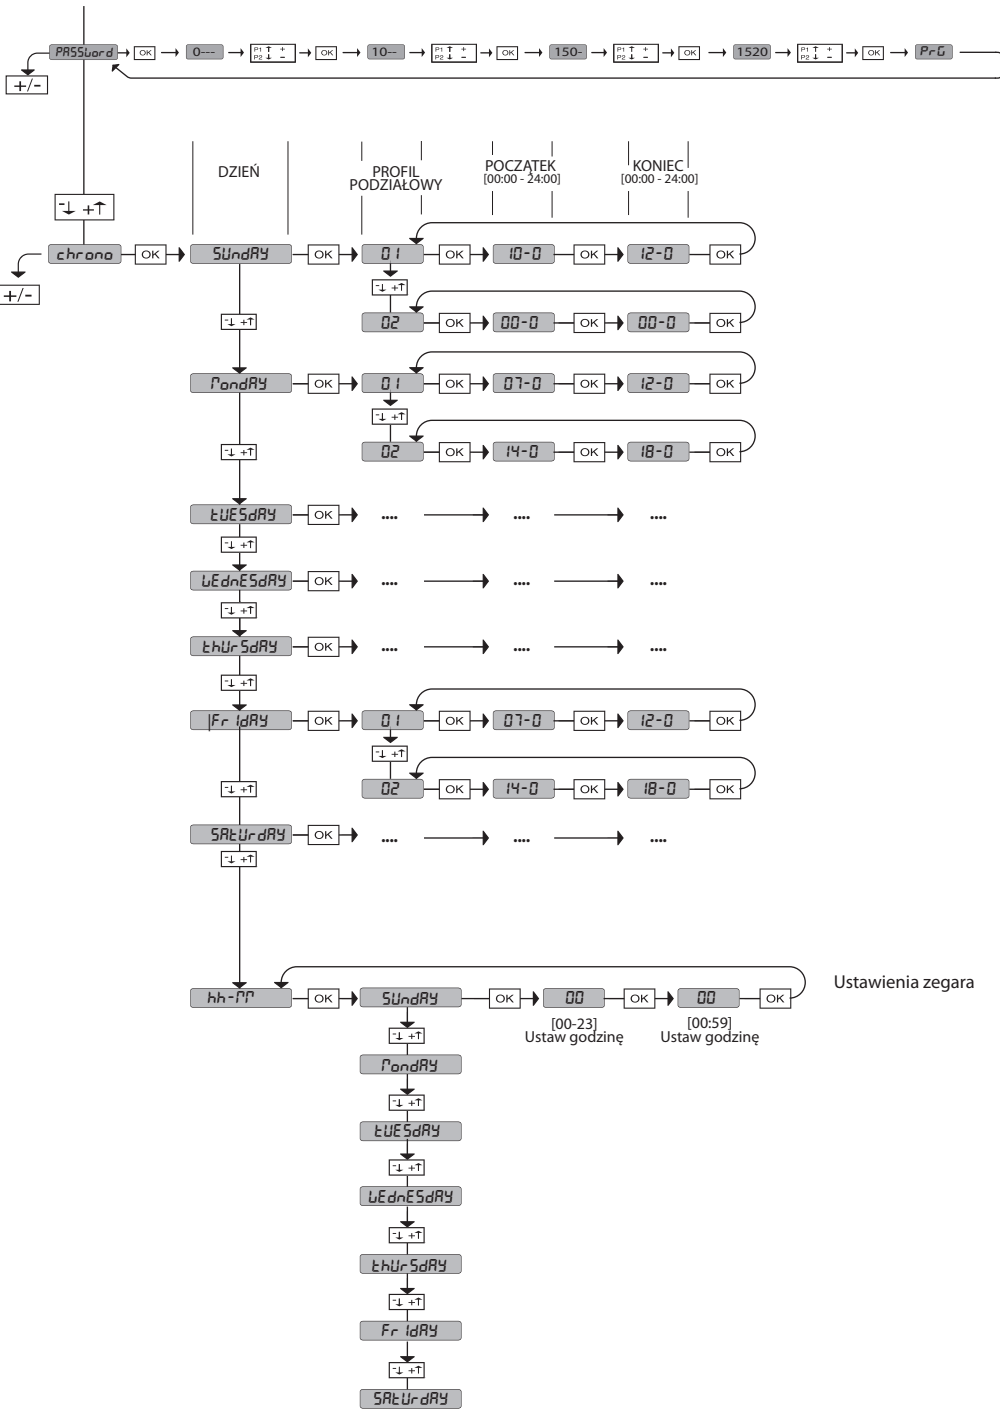 PASSword OK 0--- P1 ↑ + P2 ↓ - OK 10-- P1 ↑ + P2 ↓ - OK 150- P1 ↑ + P2 ↓ - OK 1520 P1 ↑ + P2 ↓ - OK PrG
+/-
DZIEŃ
PROFIL
PODZIAŁOWY
POCZĄTEK
[00:00 - 24:00]
KONIEC
[00:00 - 24:00]
-↓ +↑
chrono OK SUndAY OK 01 OK 10-0 OK 12-0 OK
+/-
-↓ +↑
-↓ +↑ 02 OK 00-0 OK 00-0 OK
MondAY OK 01 OK 07-0 OK 12-0 OK
-↓ +↑
-↓ +↑ 02 OK 14-0 OK 18-0 OK
tUESdAY OK .... .... ....
-↓ +↑
wEdnESdAY OK .... .... ....
-↓ +↑
thUrSdAY OK .... .... ....
-↓ +↑
FrIdAY OK 01 OK 07-0 OK 12-0 OK
-↓ +↑
-↓ +↑ 02 OK 14-0 OK 18-0 OK
SAtUrdAY OK .... .... ....
-↓ +↑
Ustawienia zegara
hh-MM OK SUndAY OK 00 OK 00 OK
[00-23]
Ustaw godzinę
[00:59]
Ustaw godzinę
-↓ +↑
MondAY
-↓ +↑
tUESdAY
-↓ +↑
wEdnESdAY
-↓ +↑
thUrSdAY
-↓ +↑
FrIdAY
-↓ +↑
SAtUrdAY